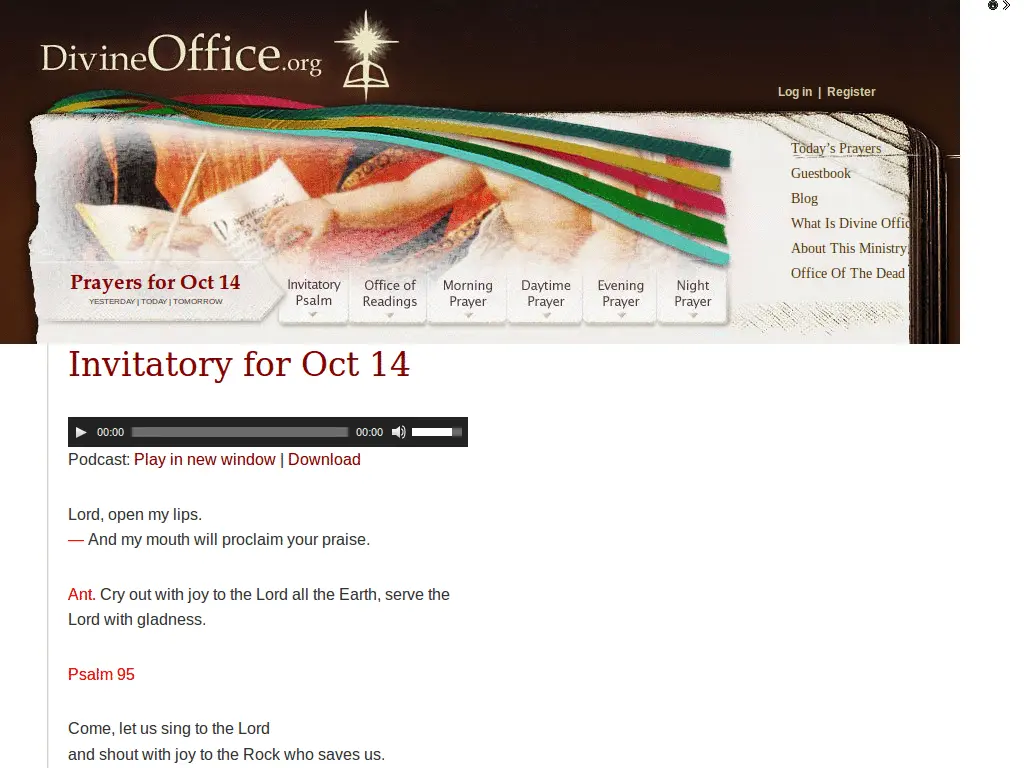 DivineOffice.org
Log in | Register
Today's Prayers
Guestbook
Blog
What Is Divine
About This Ministry
Office Of The Dead
Prayers for Oct 14
YESTERDAY | TODAY | TOMORROW
Invitatory Psalm
Office of Readings
Morning Prayer
Daytime Prayer
Evening Prayer
Night Prayer
Invitatory for Oct 14
00:00
00:00
Podcast: Play in new window | Download
Lord, open my lips.
— And my mouth will proclaim your praise.
Ant. Cry out with joy to the Lord all the Earth, serve the
Lord with gladness.
Psalm 95
Come, let us sing to the Lord
and shout with joy to the Rock who saves us.